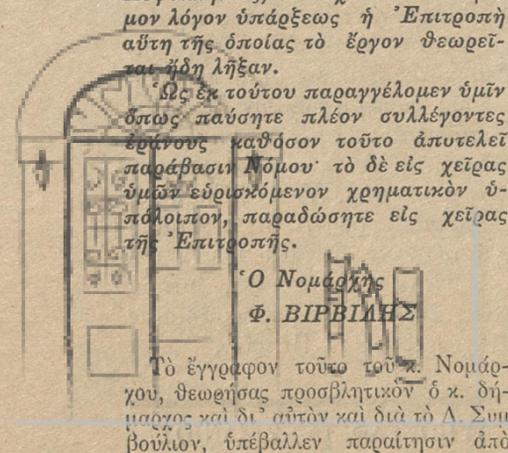 μον λόγον ὑπάρξεως ἡ Ἐπιτροπὴ
αὕτη τῆς ὁποίας τὸ ἔργον θεωρεῖ-
ται ἤδη λῆξαν.
Ὡς ἐκ τούτου παραγγέλομεν ὑμῖν
ὅπως παύσητε πλέον συλλέγοντες
ἐράνους καθόσον τοῦτο ἀποτελεῖ
παράβασιν Νόμου· τὸ δὲ εἰς χεῖρας
ὑμῶν εὑρισκόμενον χρηματικὸν ὑ-
πόλοιπον, παραδώσητε εἰς χεῖρας
τῆς Ἐπιτροπῆς.
Ὁ Νομάρχης
Φ. ΒΙΡΒΙΛΗΣ
Τὸ ἔγγραφον τοῦτο τοῦ κ. Νομάρ-
χου, θεωρήσας προσβλητικὸν ὁ κ. δή-
μαρχος καὶ δι' αὐτὸν καὶ διὰ τὸ Δ. Συμ
βούλιον, ὑπέβαλλεν παραίτησιν ἀπὸ